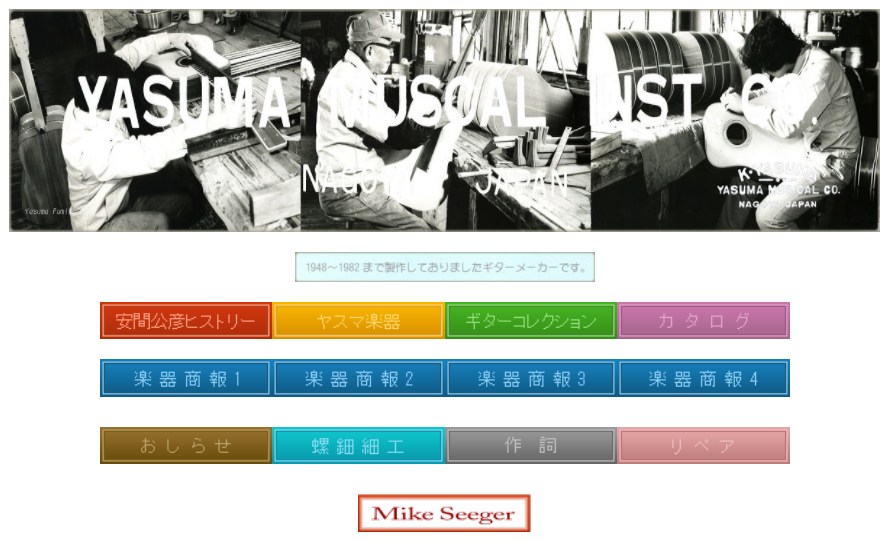 YASUMA MUSCAL INST CO.
NAGOYA JAPAN
K.YASUMA
YASUMA MUSICAL CO.
NAGOYA JAPAN
1948～1982 まで製作しておりましたギターメーカーです。
安間公彦ヒストリー ヤスマ楽器 ギターコレクション カタログ
楽器商報1 楽器商報2 楽器商報3 楽器商報4
おしらせ 螺鈿細工 作詞 リペア
Mike Seeger